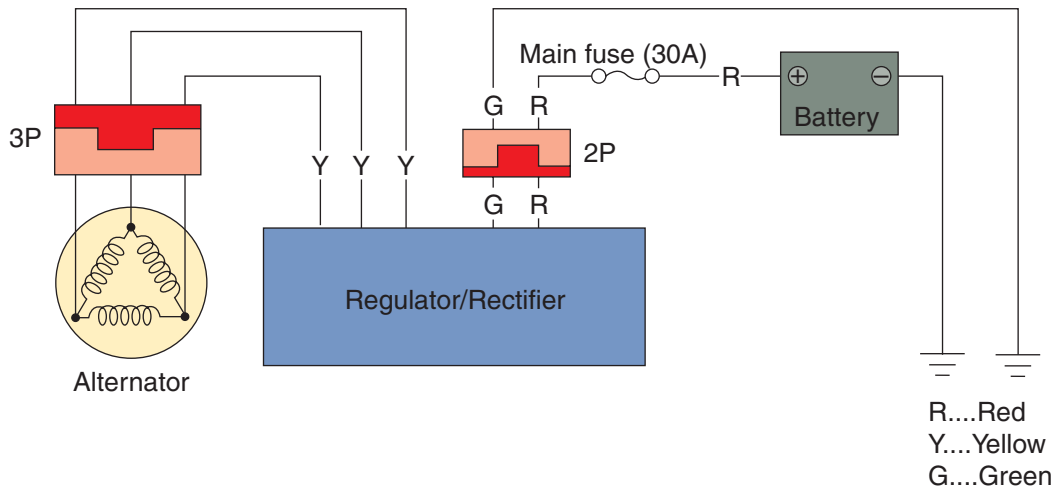 Main fuse (30A)
R
+
−
Battery
G R
3P
2P
Y Y Y
G R
Regulator/Rectifier
Alternator
R....Red
Y....Yellow
G....Green